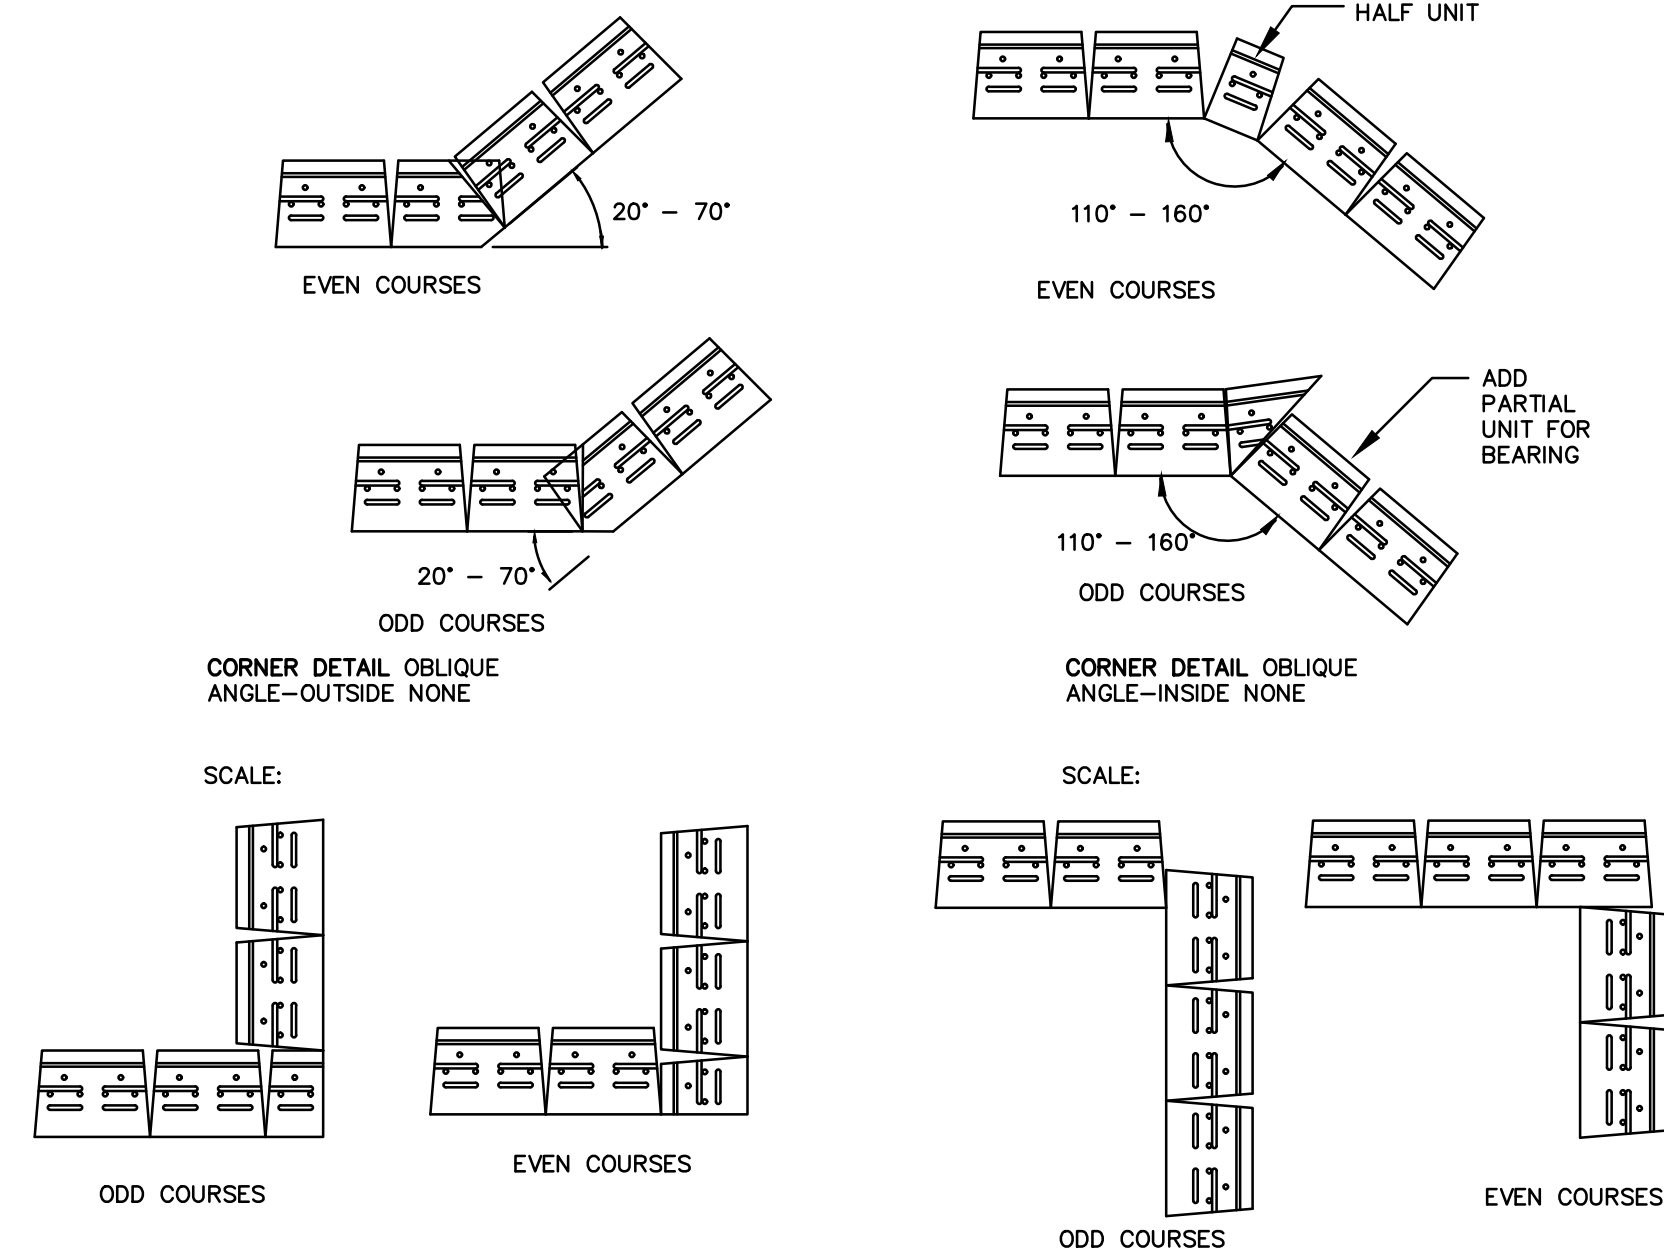 HALF UNIT
20° – 70°
110° – 160°
EVEN COURSES
EVEN COURSES
ADD
PARTIAL
UNIT FOR
BEARING
20° – 70°
110° – 160°
ODD COURSES
ODD COURSES
CORNER DETAIL OBLIQUE
ANGLE–OUTSIDE NONE
CORNER DETAIL OBLIQUE
ANGLE–INSIDE NONE
SCALE:
SCALE:
ODD COURSES
EVEN COURSES
ODD COURSES
EVEN COURSES